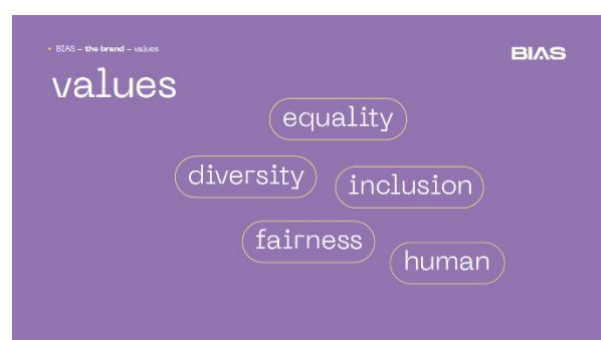 • BIAS – the brand – values
BIAS
values
equality
diversity
inclusion
fairness
human